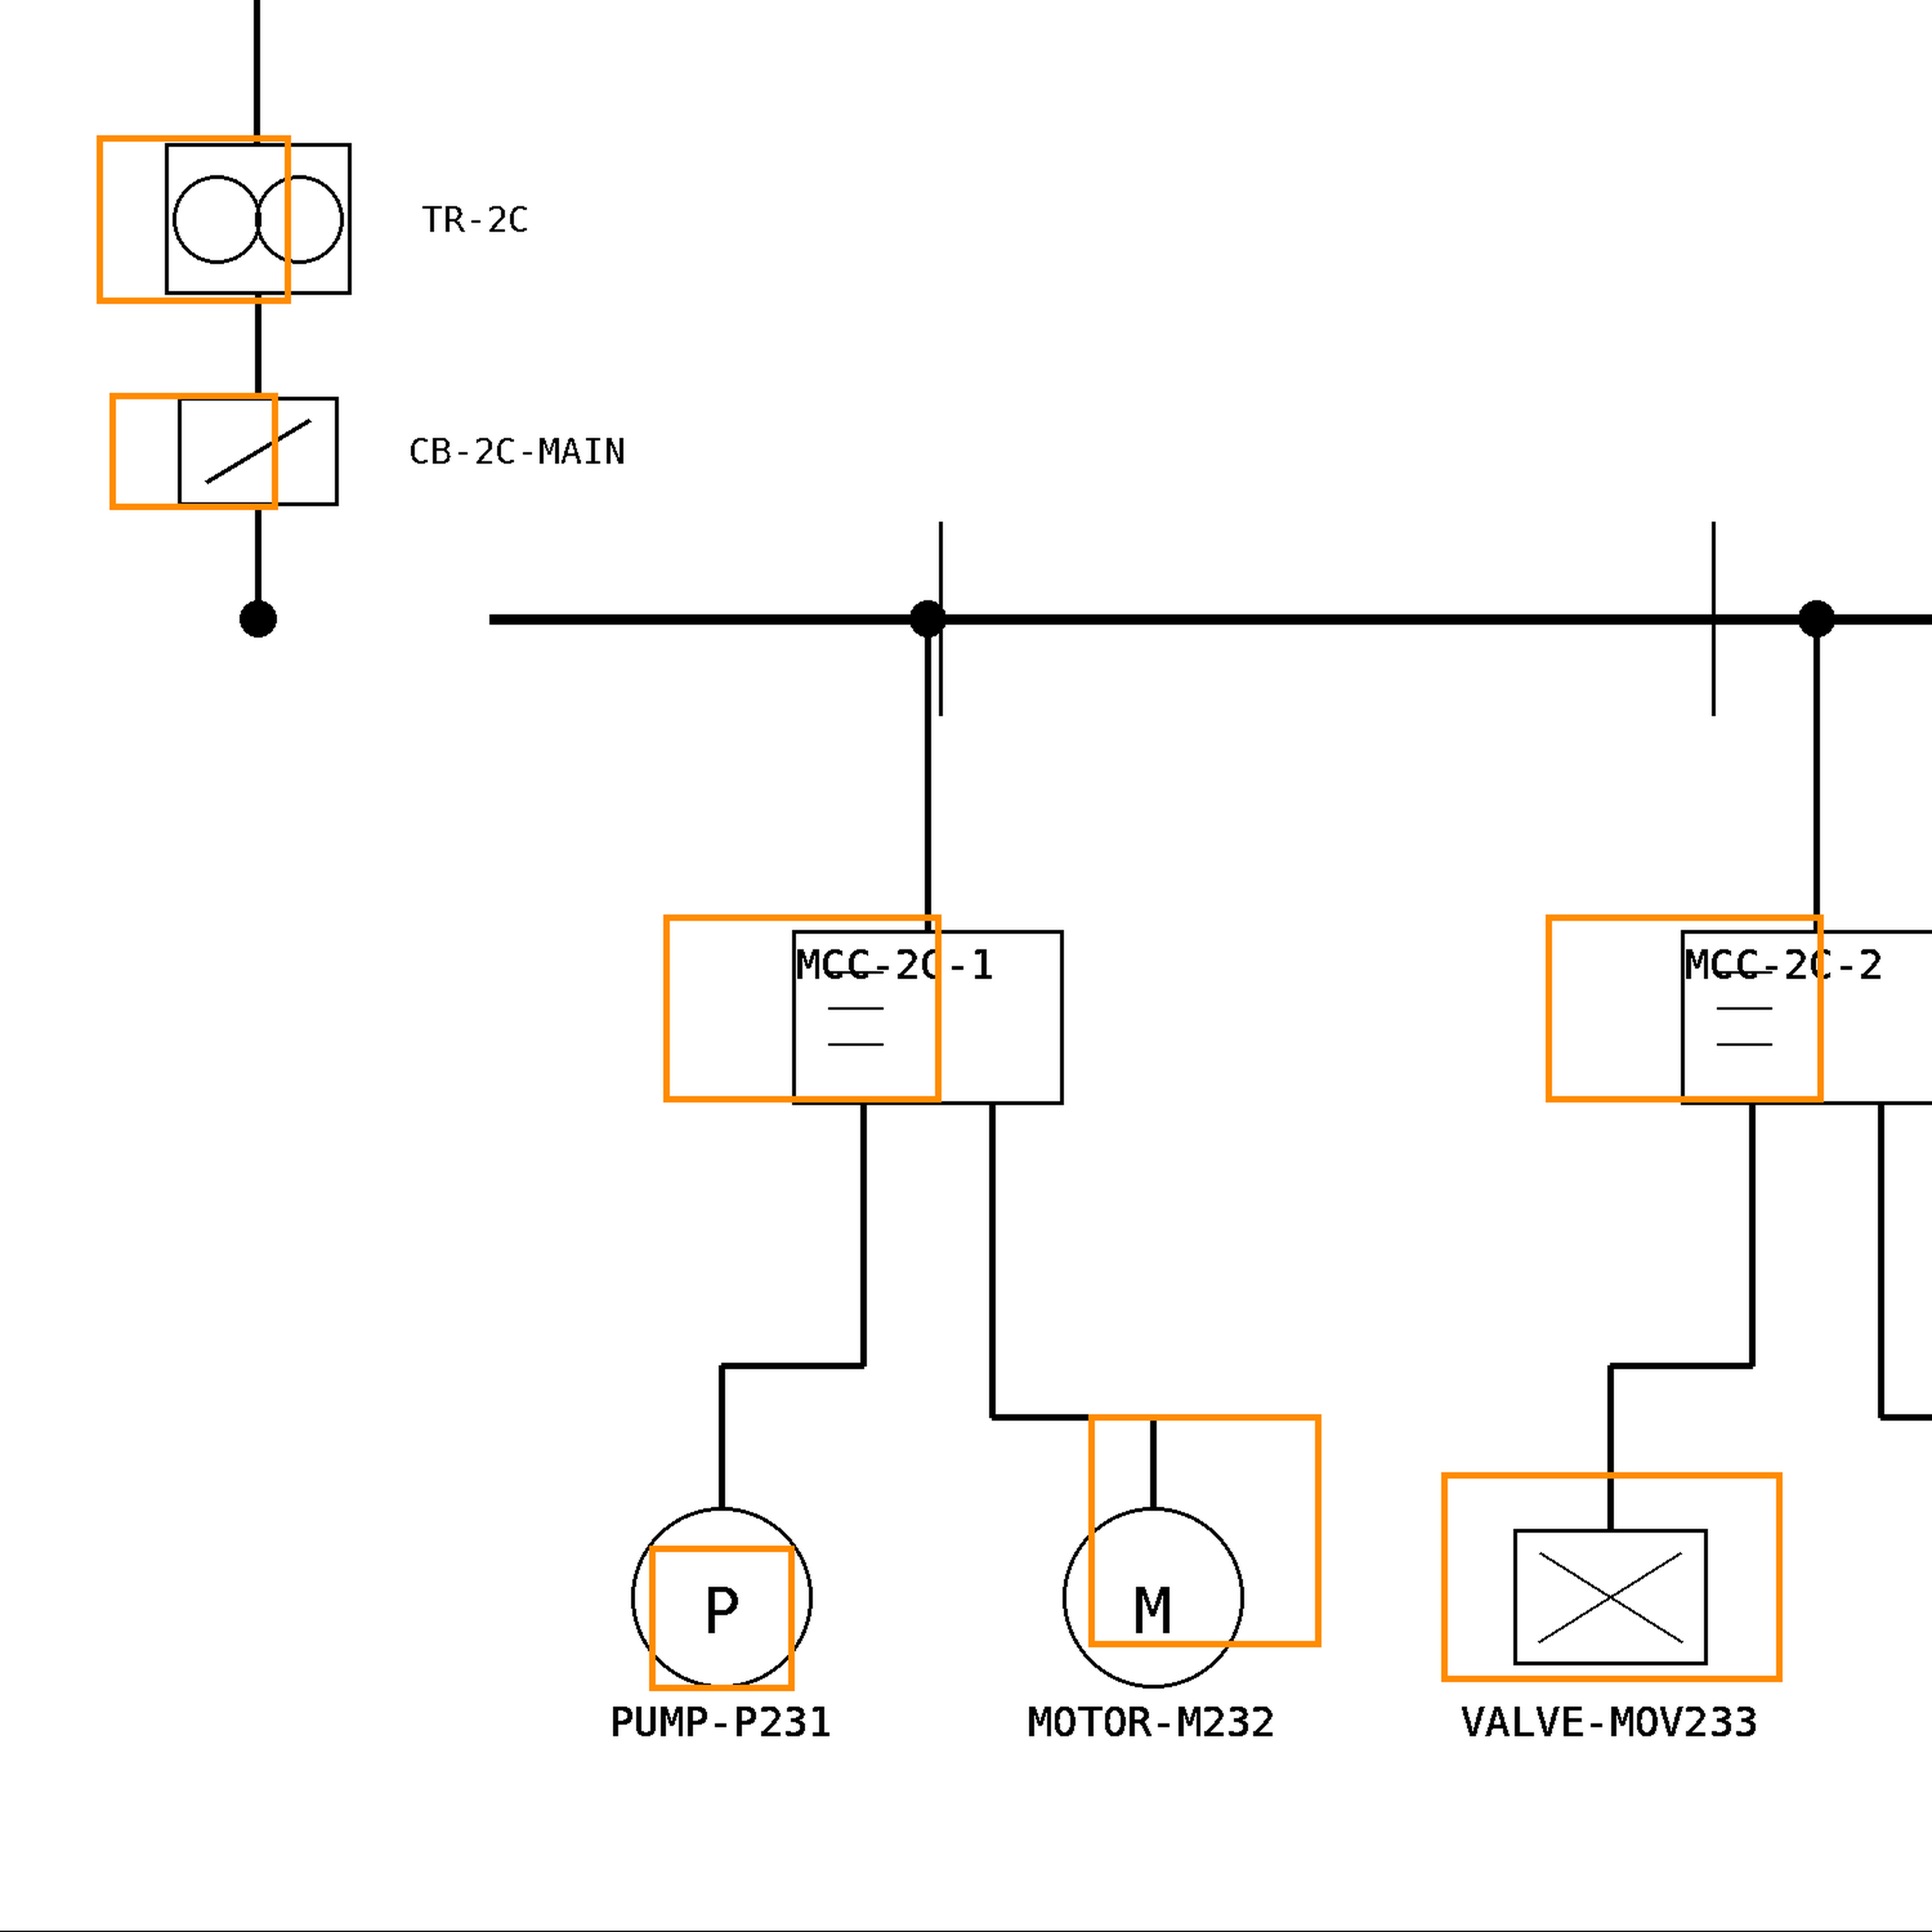 TR-2C
CB-2C-MAIN
MCC-2C-1
MCC-2C-2
P
M
PUMP-P231
MOTOR-M232
VALVE-MOV233